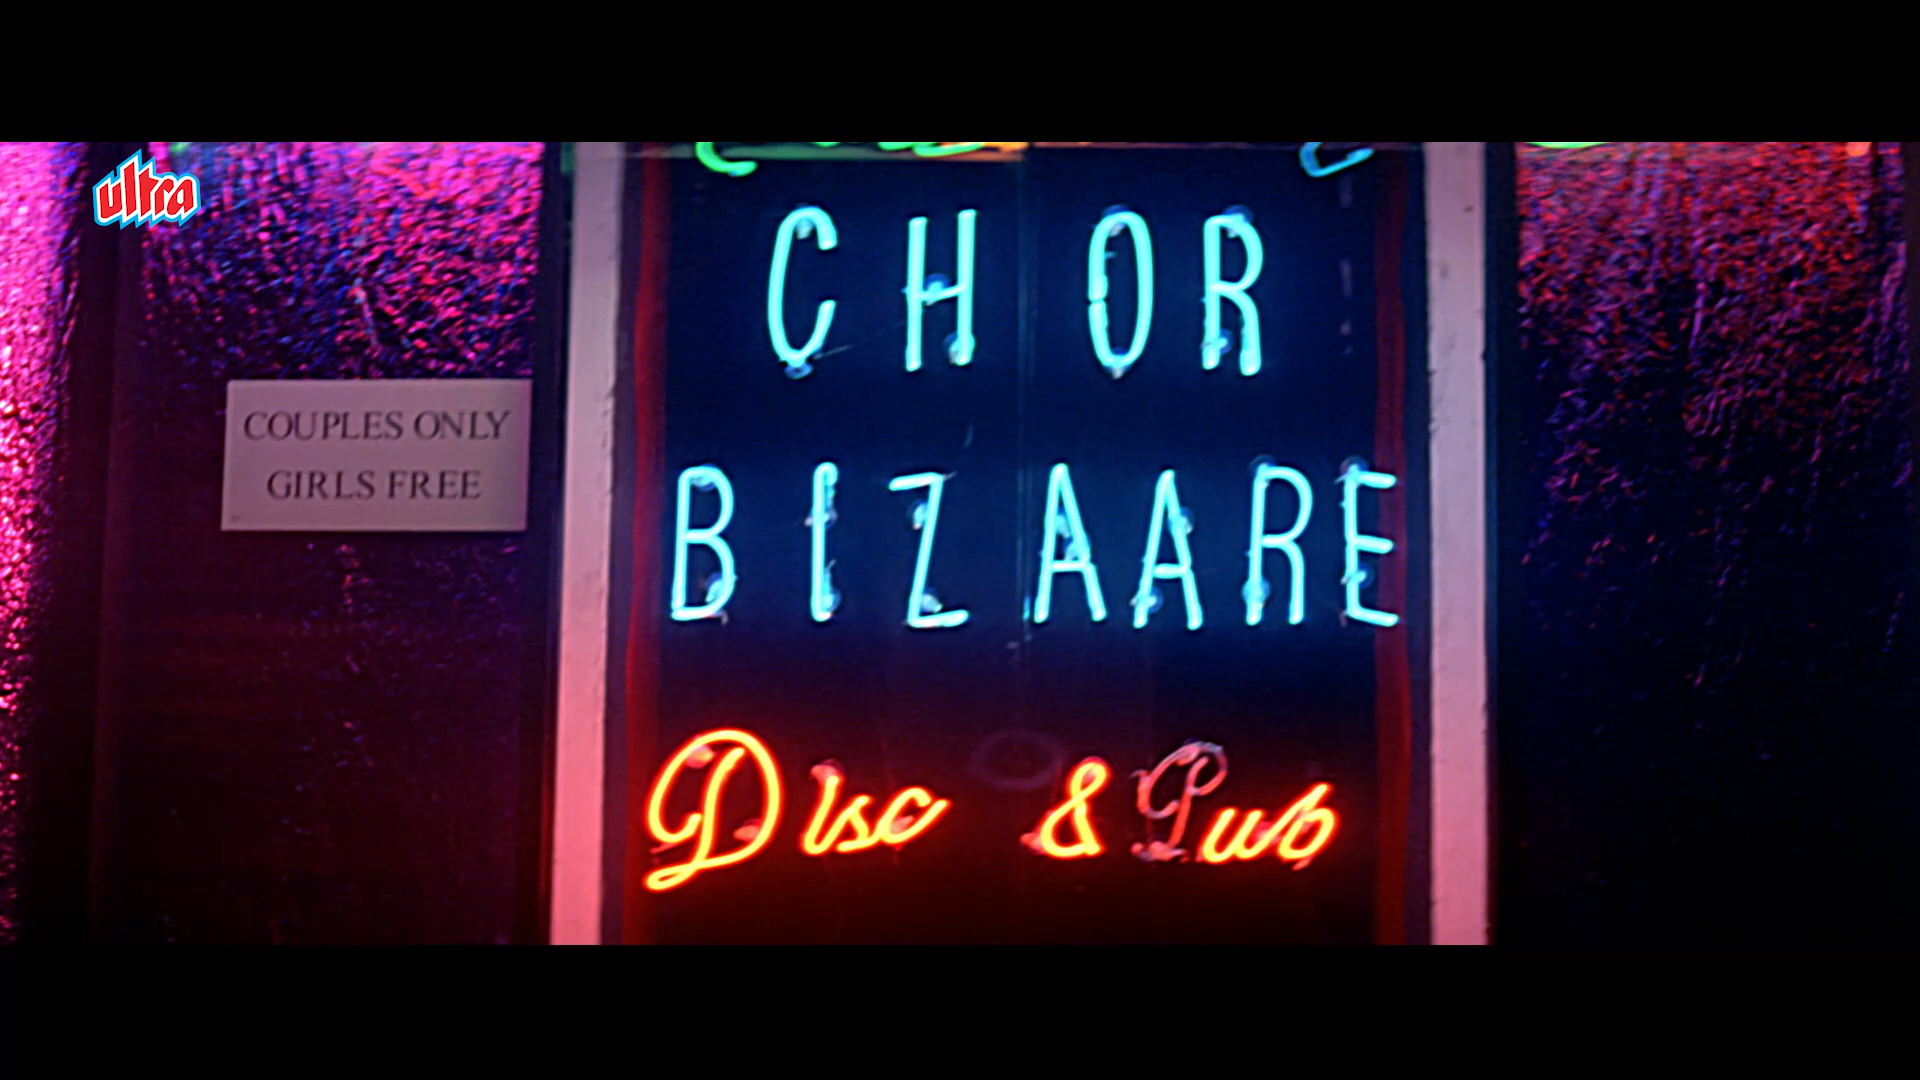 ultra
CHOR
COUPLES ONLY
GIRLS FREE
BIZAARE
Disc & Pub